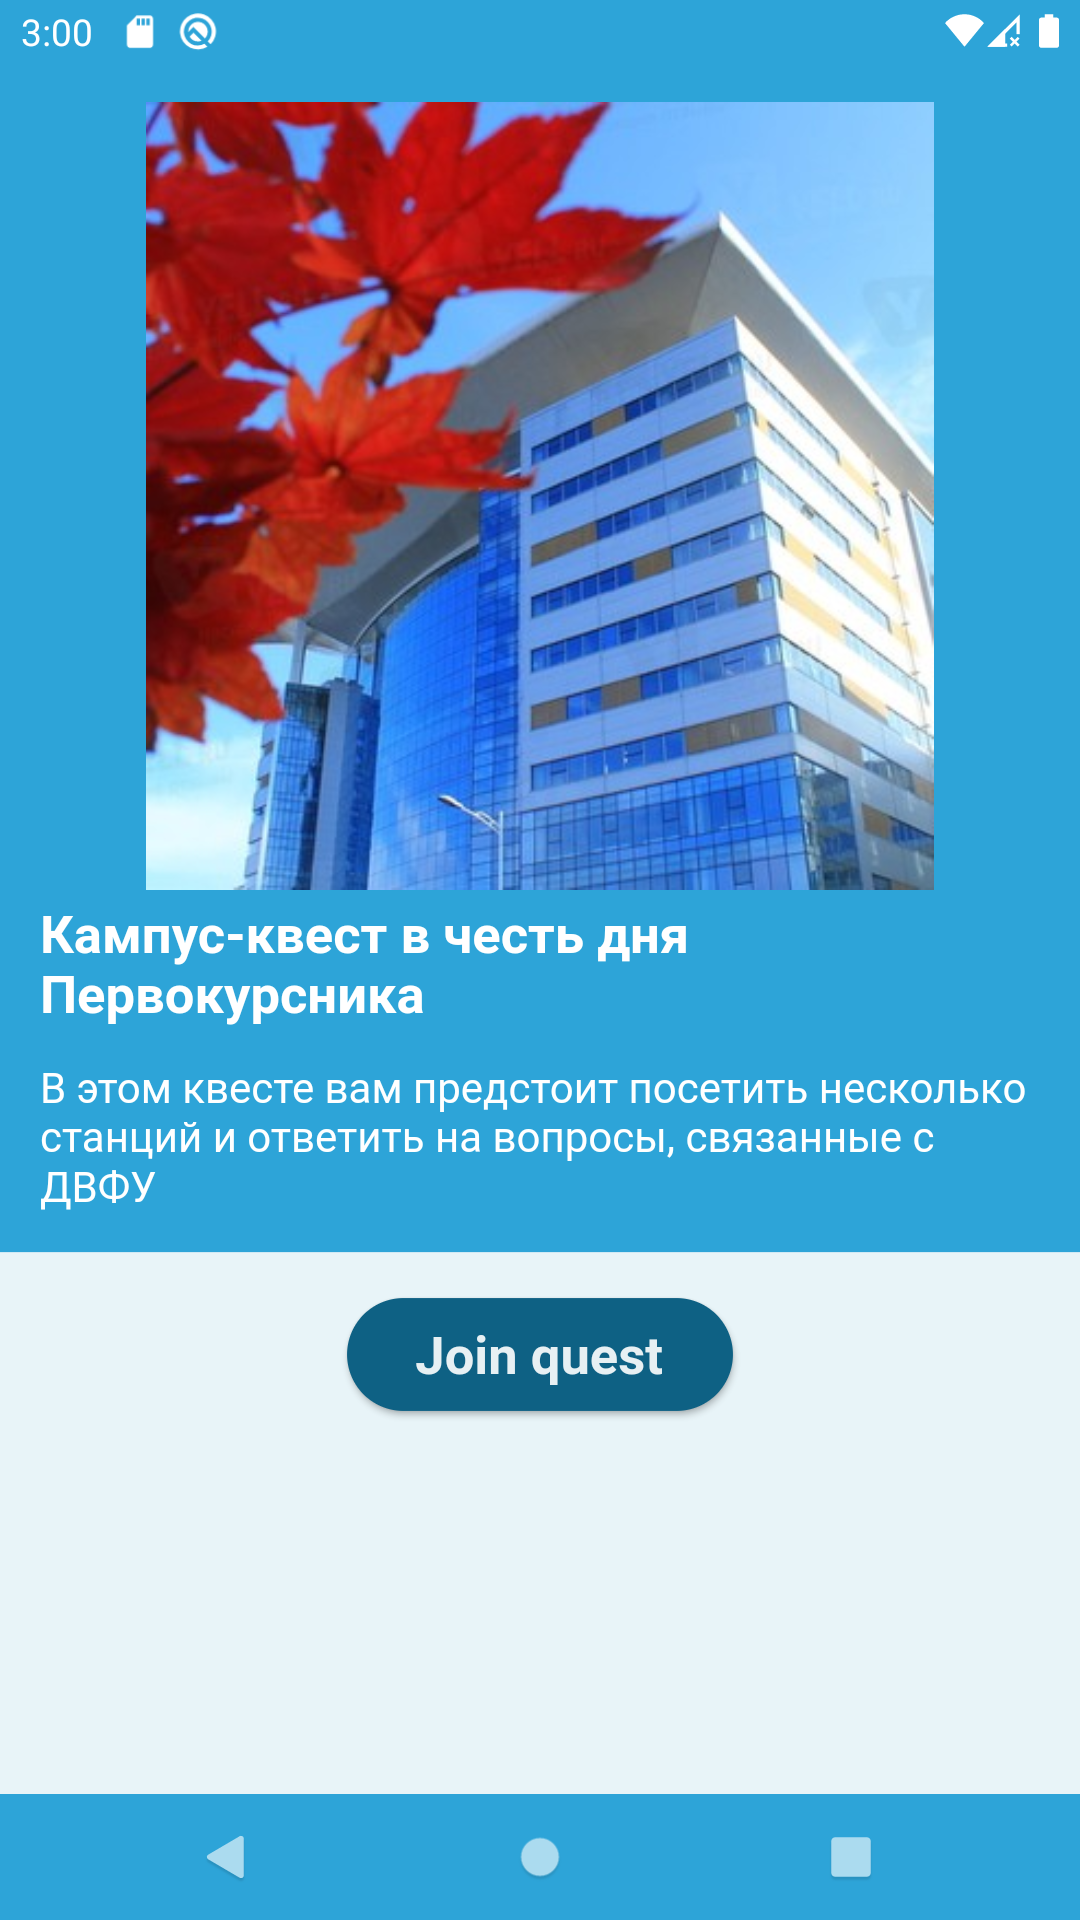 3:00
Кампус-квест в честь дня
Первокурсника
В этом квесте вам предстоит посетить несколько
станций и ответить на вопросы, связанные с
ДВФУ
Join quest